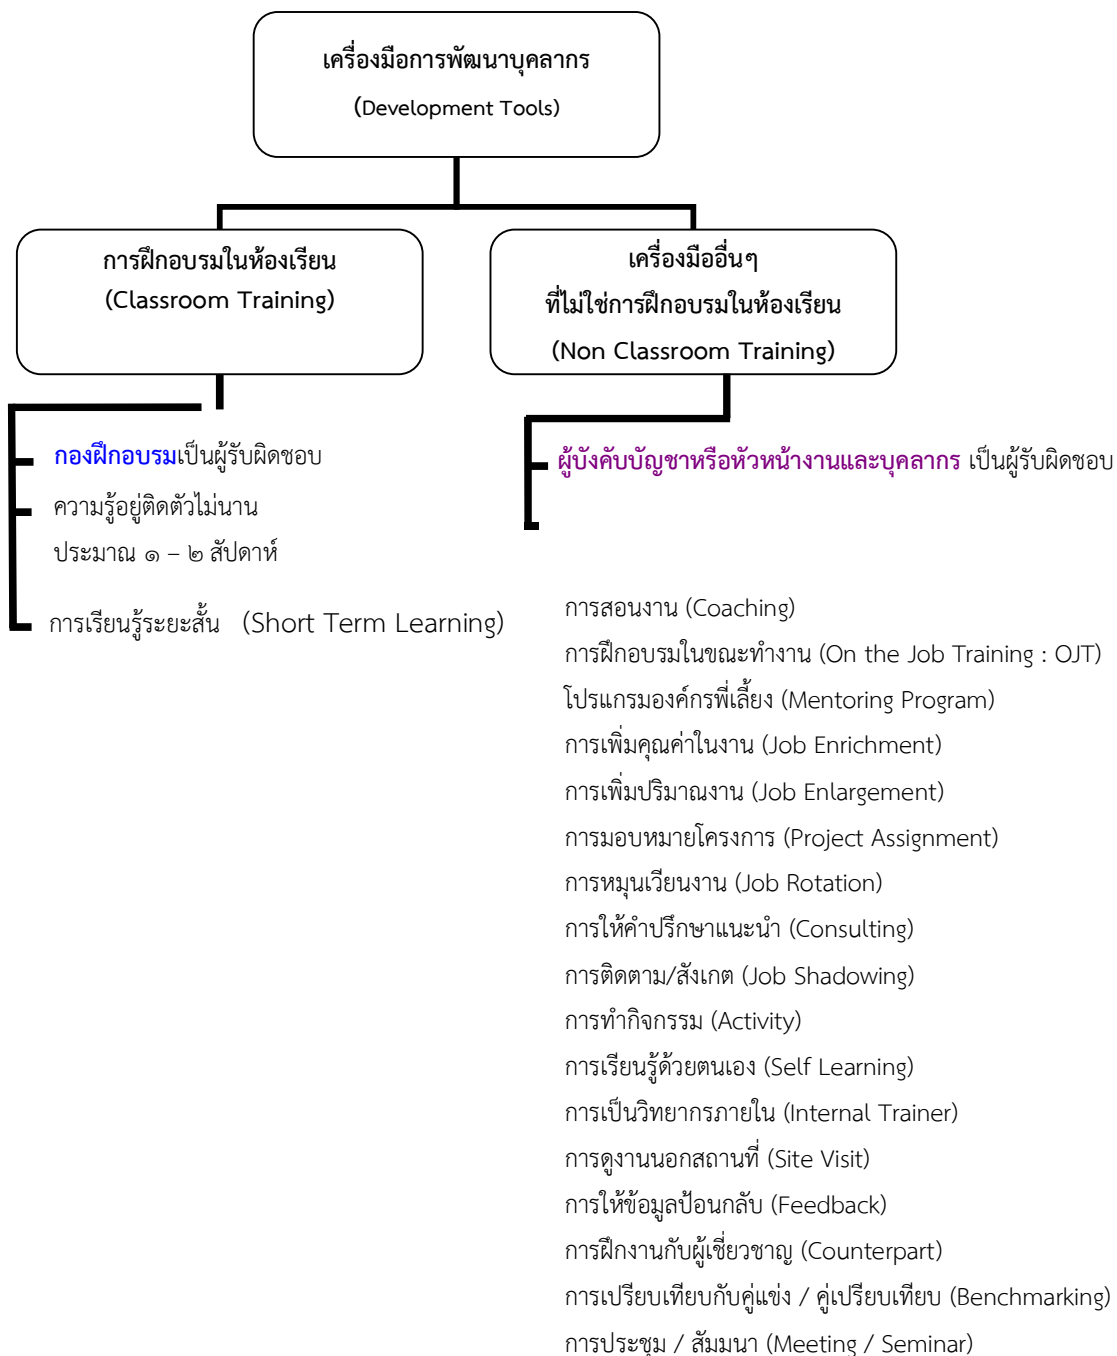 เครื่องมือการพัฒนาบุคลากร
(Development Tools)
การฝึกอบรมในห้องเรียน
(Classroom Training)
เครื่องมืออื่นๆ
ที่ไม่ใช่การฝึกอบรมในห้องเรียน
(Non Classroom Training)
กองฝึกอบรมเป็นผู้รับผิดชอบ
ความรู้อยู่ติดตัวไม่นาน
ประมาณ ๑ – ๒ สัปดาห์
การเรียนรู้ระยะสั้น (Short Term Learning)
ผู้บังคับบัญชาหรือหัวหน้างานและบุคลากร เป็นผู้รับผิดชอบ
การสอนงาน (Coaching)
การฝึกอบรมในขณะทำงาน (On the Job Training : OJT)
โปรแกรมองค์กรพี่เลี้ยง (Mentoring Program)
การเพิ่มคุณค่าในงาน (Job Enrichment)
การเพิ่มปริมาณงาน (Job Enlargement)
การมอบหมายโครงการ (Project Assignment)
การหมุนเวียนงาน (Job Rotation)
การให้คำปรึกษาแนะนำ (Consulting)
การติดตาม/สังเกต (Job Shadowing)
การทำกิจกรรม (Activity)
การเรียนรู้ด้วยตนเอง (Self Learning)
การเป็นวิทยากรภายใน (Internal Trainer)
การดูงานนอกสถานที่ (Site Visit)
การให้ข้อมูลป้อนกลับ (Feedback)
การฝึกงานกับผู้เชี่ยวชาญ (Counterpart)
การเปรียบเทียบกับคู่แข่ง / คู่เปรียบเทียบ (Benchmarking)
การประชุม / สัมมนา (Meeting / Seminar)